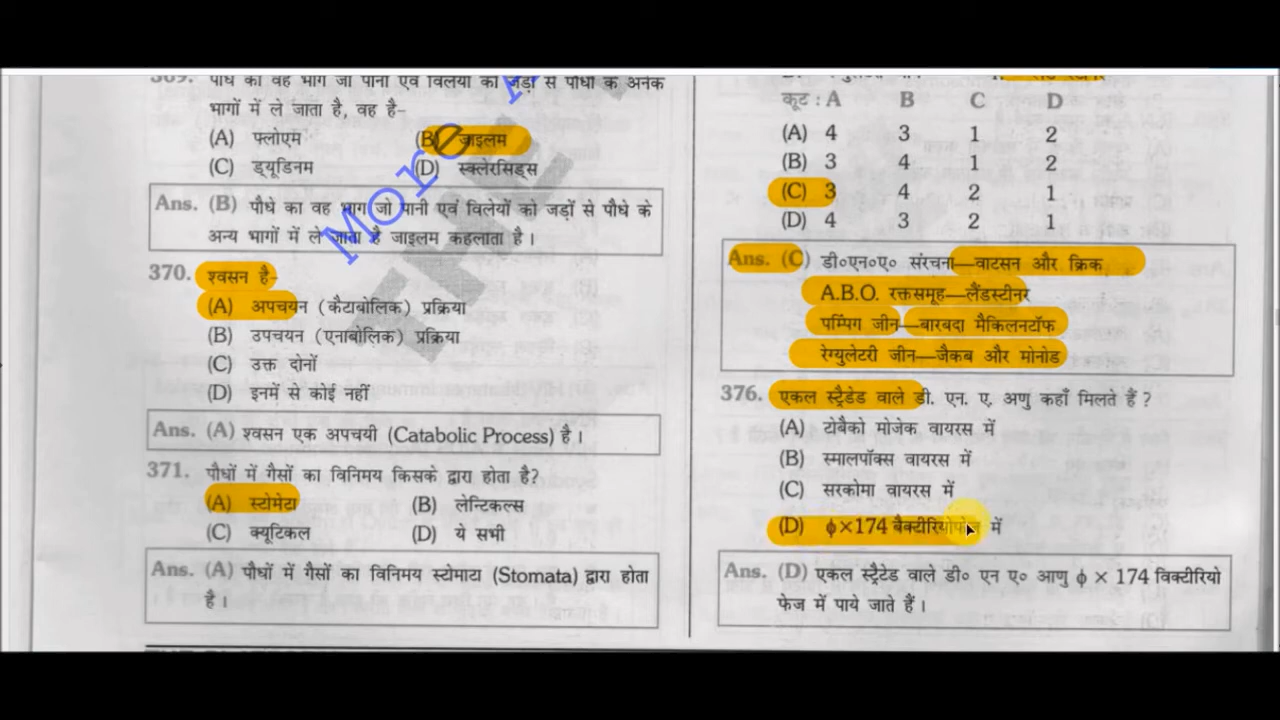 369. पौधे का वह भाग जो पानी एवं विलेयों को जड़ों से पौधों के अनेक
भागों में ले जाता है, वह है-
(A) फ्लोएम (B) जाइलम
(C) ड्यूडिनम (D) स्क्लेरसिड्स
Ans. (B) पौधे का वह भाग जो पानी एवं विलेयों को जड़ों से पौधे के
अन्य भागों में ले जाता है जाइलम कहलाता है।
370. श्वसन है-
(A) अपचयन (कैटाबोलिक) प्रक्रिया
(B) उपचयन (एनाबोलिक) प्रक्रिया
(C) उक्त दोनों
(D) इनमें से कोई नहीं
Ans. (A) श्वसन एक अपचयी (Catabolic Process) है।
371. पौधों में गैसों का विनिमय किसके द्वारा होता है?
(A) स्टोमेटा (B) लेन्टिकल्स
(C) क्यूटिकल (D) ये सभी
Ans. (A) पौधों में गैसों का विनिमय स्टोमाटा (Stomata) द्वारा होता
है।
More
कूट : A B C D
(A) 4 3 1 2
(B) 3 4 1 2
(C) 3 4 2 1
(D) 4 3 2 1
Ans. (C) डी०एन०ए० संरचना—वाटसन और क्रिक
A.B.O. रक्तसमूह—लैंडस्टीनर
पम्पिंग जीन—बारबदा मैकिलनटॉफ
रेग्युलेटरी जीन—जैकब और मोनोड
376. एकल स्ट्रैडेड वाले डी. एन. ए. अणु कहाँ मिलते हैं ?
(A) टोबैको मोजेक वायरस में
(B) स्मालपॉक्स वायरस में
(C) सरकोमा वायरस में
(D) ϕ×174 बैक्टीरियोफेज में
Ans. (D) एकल स्ट्रैटेड वाले डी० एन ए० आणु ϕ × 174 विक्टीरियो
फेज में पाये जाते हैं।